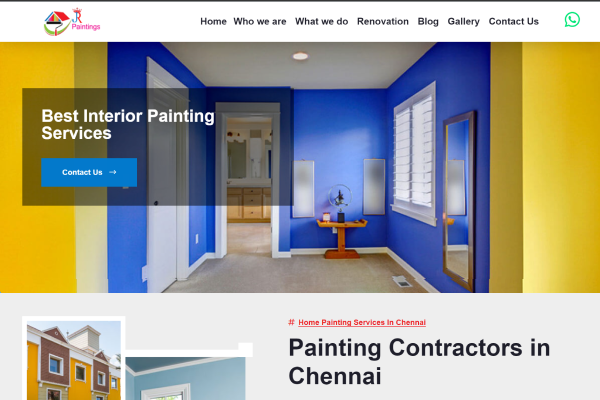 JR
Paintings
Home Who we are What we do Renovation Blog Gallery Contact Us
Best Interior Painting
Services
Contact Us →
# Home Painting Services In Chennai
Painting Contractors in
Chennai